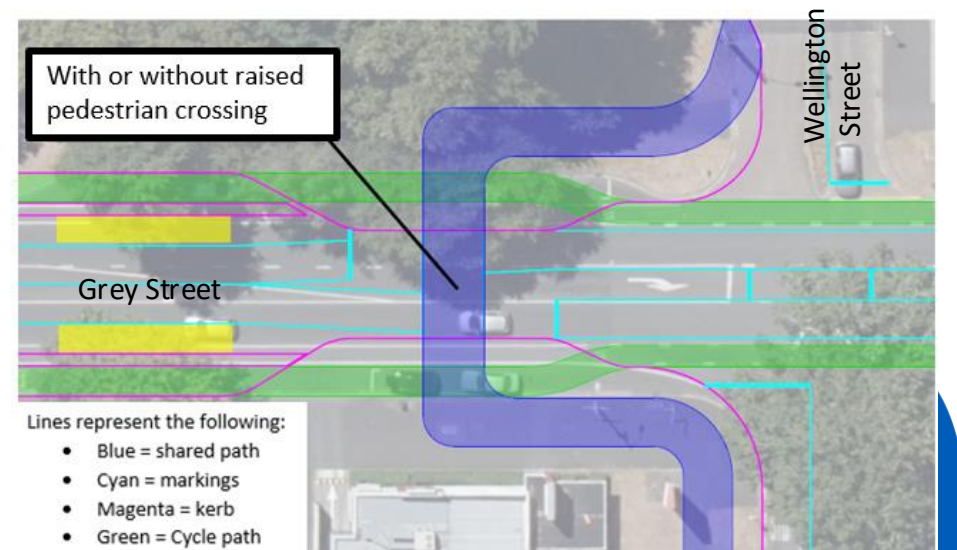 With or without raised
pedestrian crossing
Wellington
Street
Grey Street
Lines represent the following:
• Blue = shared path
• Cyan = markings
• Magenta = kerb
• Green = Cycle path